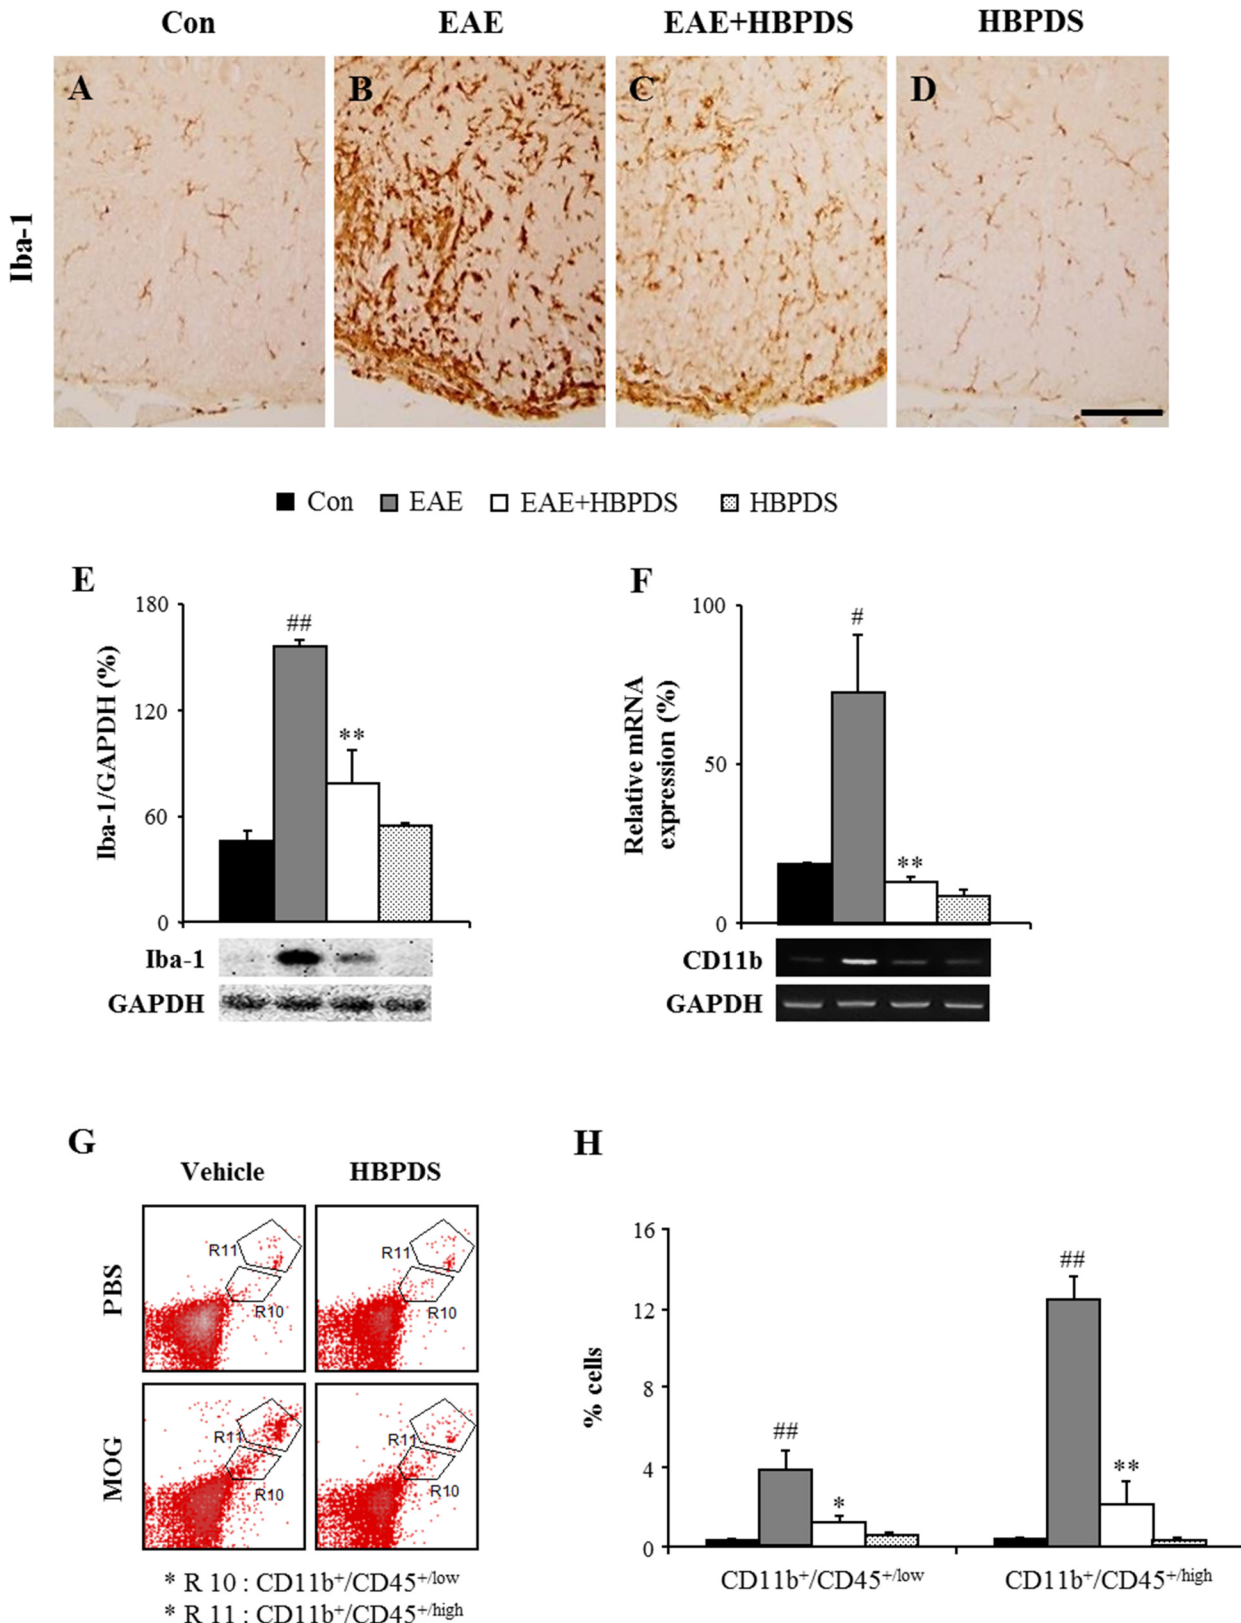 Con EAE EAE+HBPDS HBPDS
A B C D
Iba-1
Con EAE EAE+HBPDS HBPDS
E
180
120
60
0
Iba-1/GAPDH (%)
##
**
Iba-1
GAPDH
F
100
50
0
Relative mRNA
expression (%)
#
**
CD11b
GAPDH
G
Vehicle HBPDS
PBS
R11
R10
R11
R10
MOG
R11
R10
R11
R10
* R 10 : CD11b⁺/CD45⁺/ˡᵒʷ
* R 11 : CD11b⁺/CD45⁺/ʰⁱᵍʰ
H
16
12
8
4
0
% cells
##
*
##
**
CD11b⁺/CD45⁺/ˡᵒʷ CD11b⁺/CD45⁺/ʰⁱᵍʰ